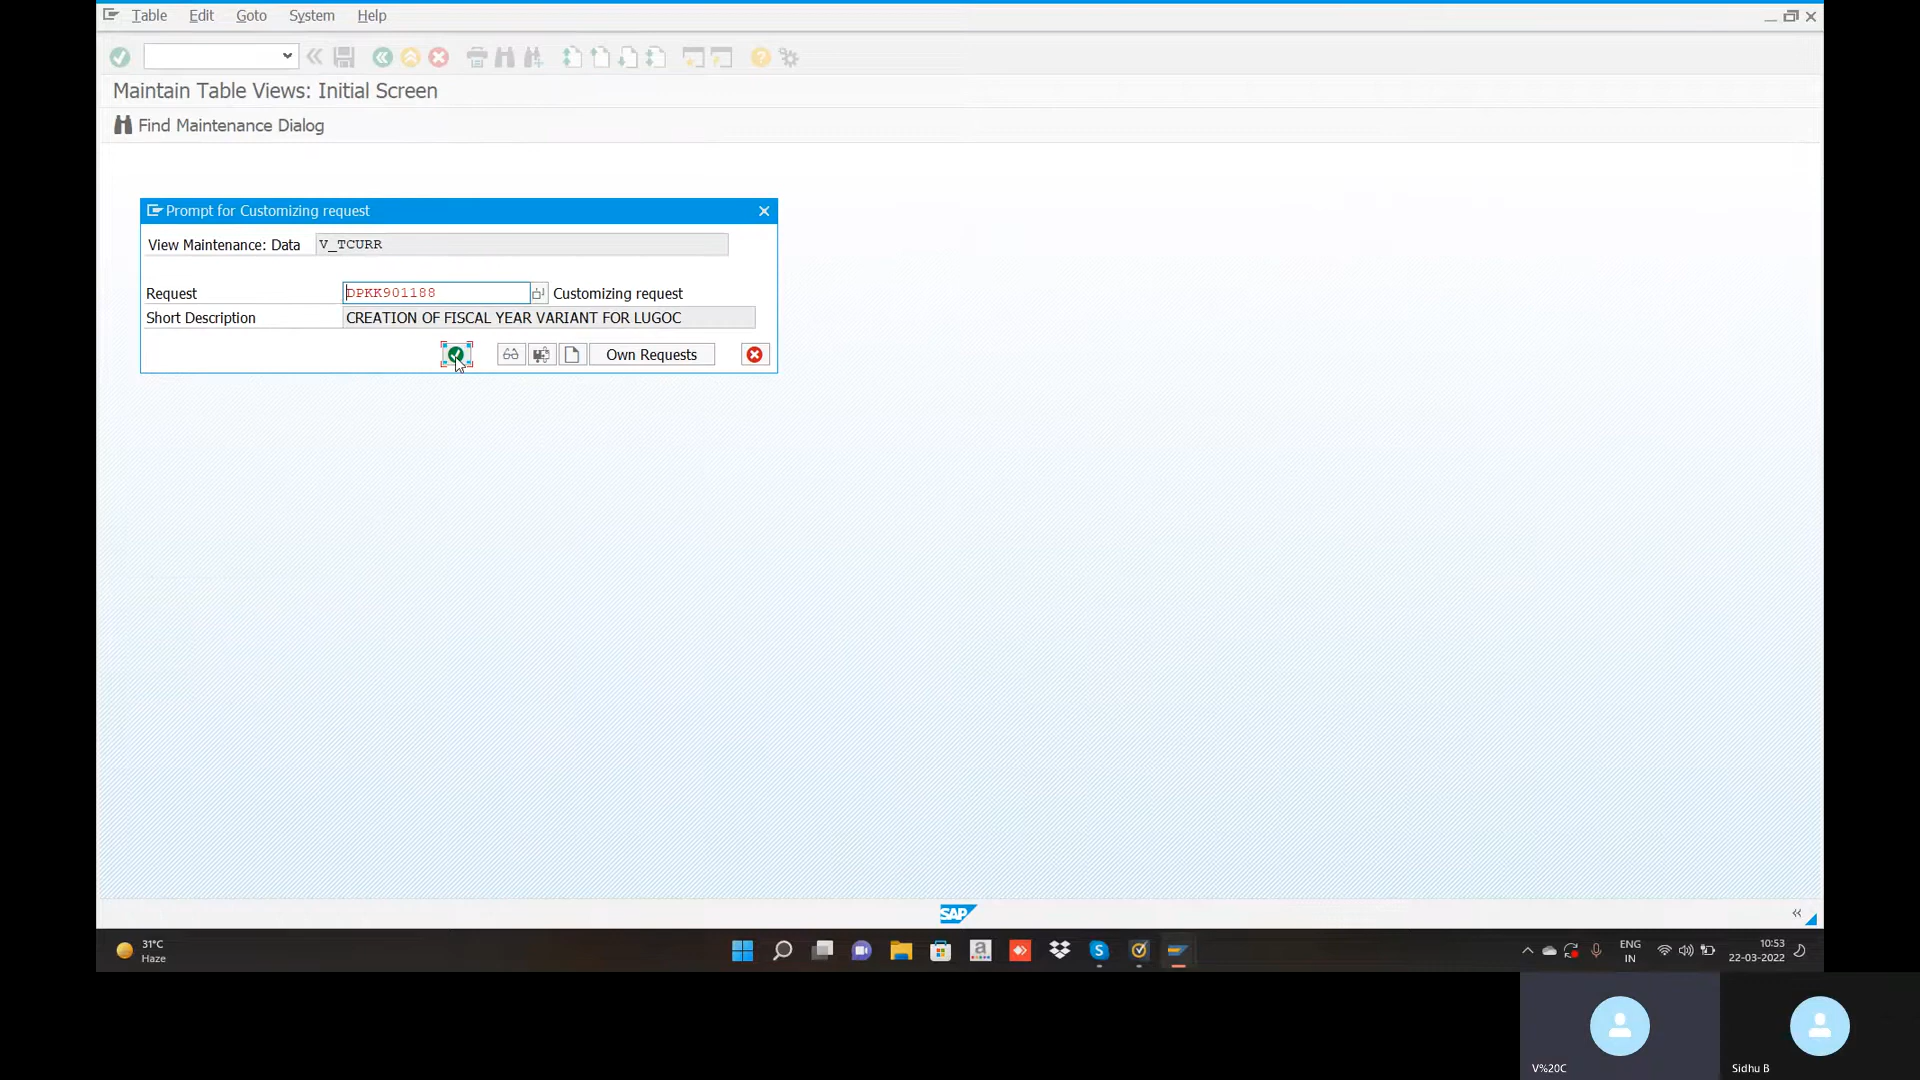 Table Edit Goto System Help
Maintain Table Views: Initial Screen
Find Maintenance Dialog
Prompt for Customizing request
View Maintenance: Data V_TCURR
Request DPKK901188 Customizing request
Short Description CREATION OF FISCAL YEAR VARIANT FOR LUGOC
Own Requests
SAP
31°C
Haze
ENG
IN
10:53
22-03-2022
V%20C
Sidhu B